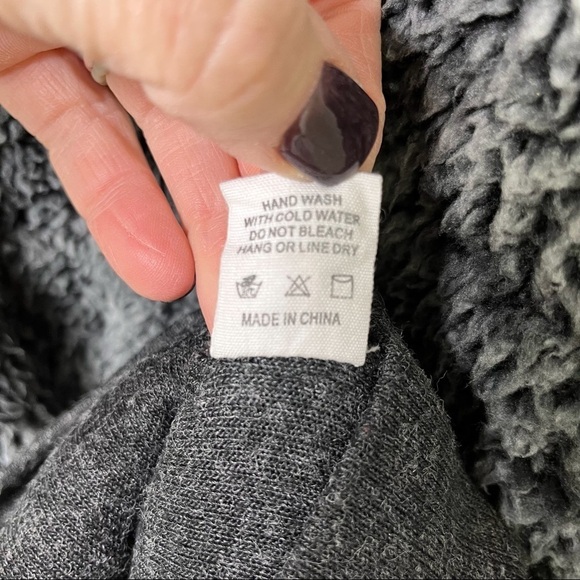 HAND WASH
WITH COLD WATER
DO NOT BLEACH
HANG OR LINE DRY
MADE IN CHINA